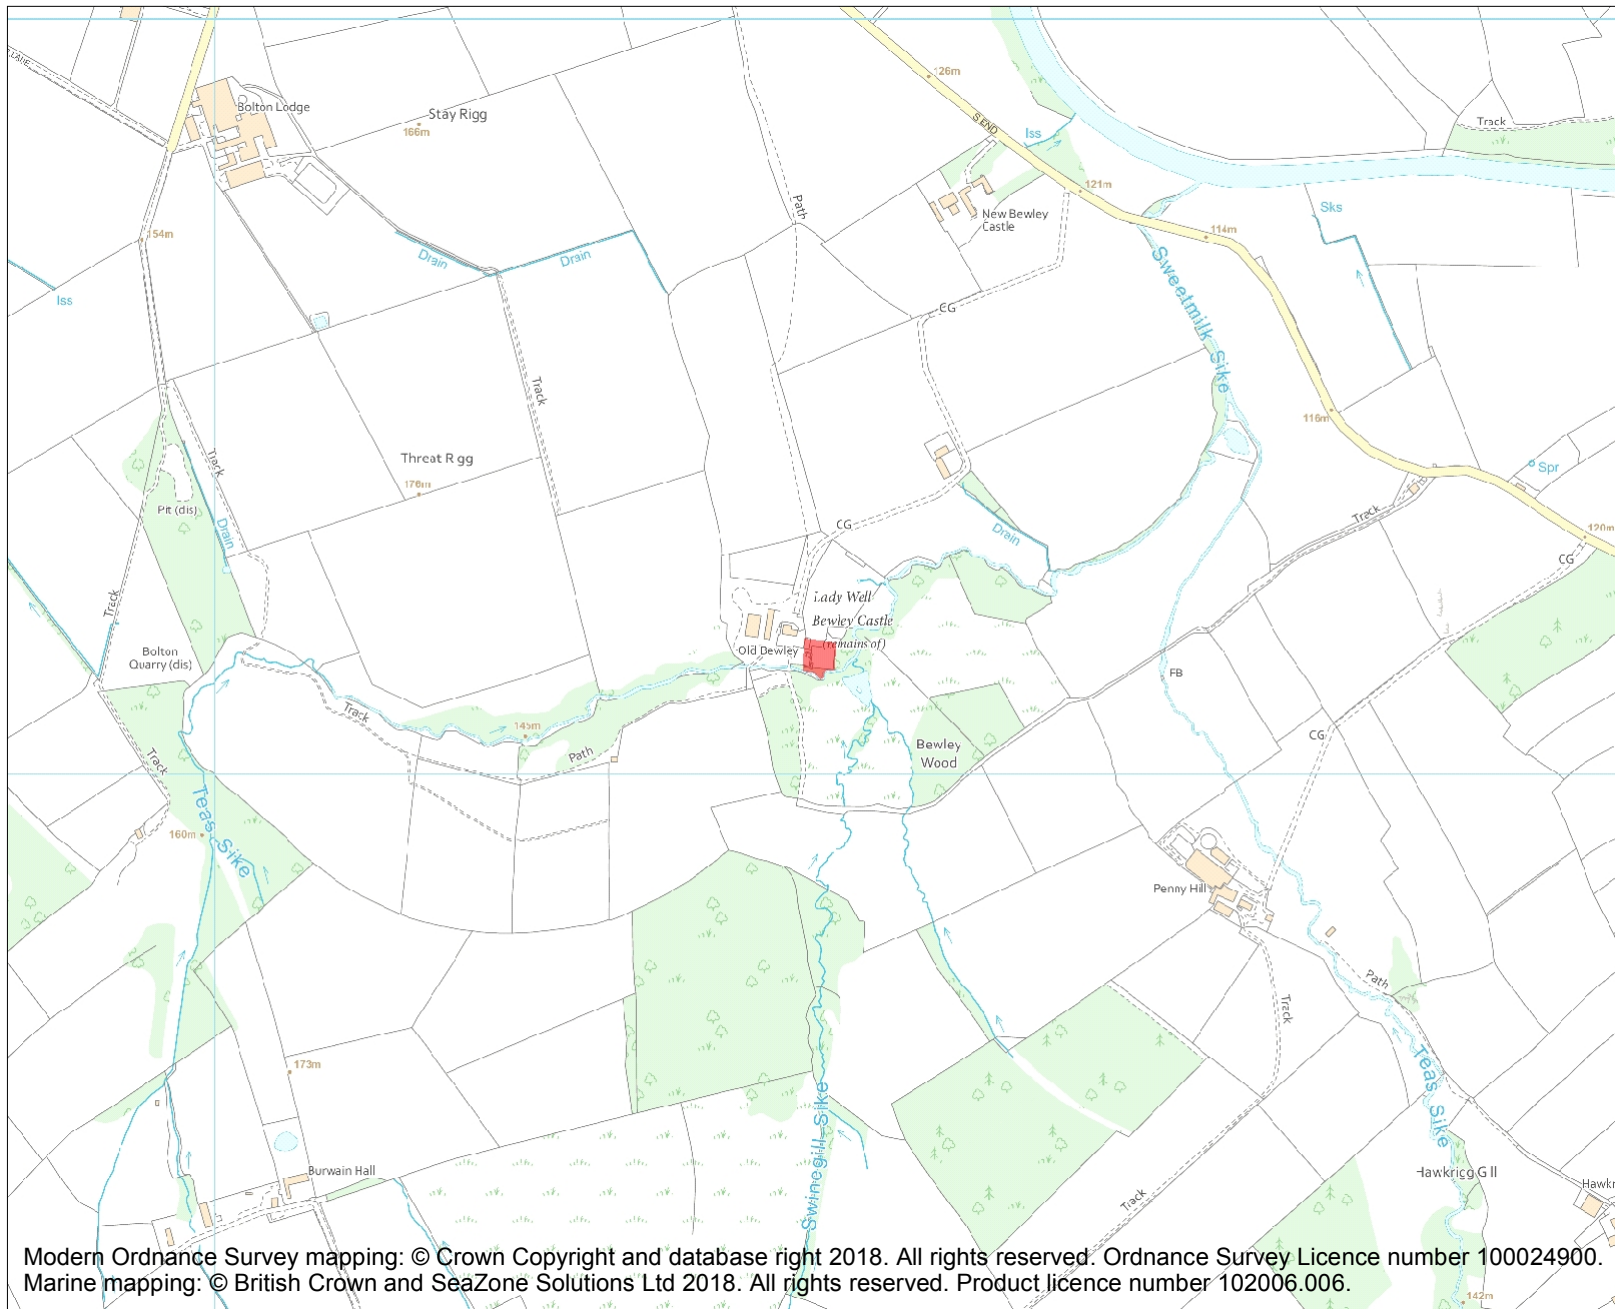 LANE
126m
Bolton Lodge
Stay Rigg
166m
S END
Iss
Track
121m
Path
New Bewley
Castle
Sks
154m
114m
Drain
Drain
Iss
Sweetmilk Sike
CG
Track
116m
Track
Threat R gg
176m
Spr
Pit (dis)
Drain
CG
Track
120m
Drain
CG
Lady Well
Track
Bewley Castle
(remains of)
Bolton
Quarry (dis)
Old Bewley
FB
Track
145m
CG
Path
Bewley
Wood
Track
Teas Sike
160m
Penny Hill
Path
Track
173m
Teas Sike
Swinegill Sike
Burwain Hall
Hawkrigg G ll
Hawkr
Track
142m
Modern Ordnance Survey mapping: © Crown Copyright and database right 2018. All rights reserved. Ordnance Survey Licence number 100024900.
Marine mapping: © British Crown and SeaZone Solutions Ltd 2018. All rights reserved. Product licence number 102006.006.